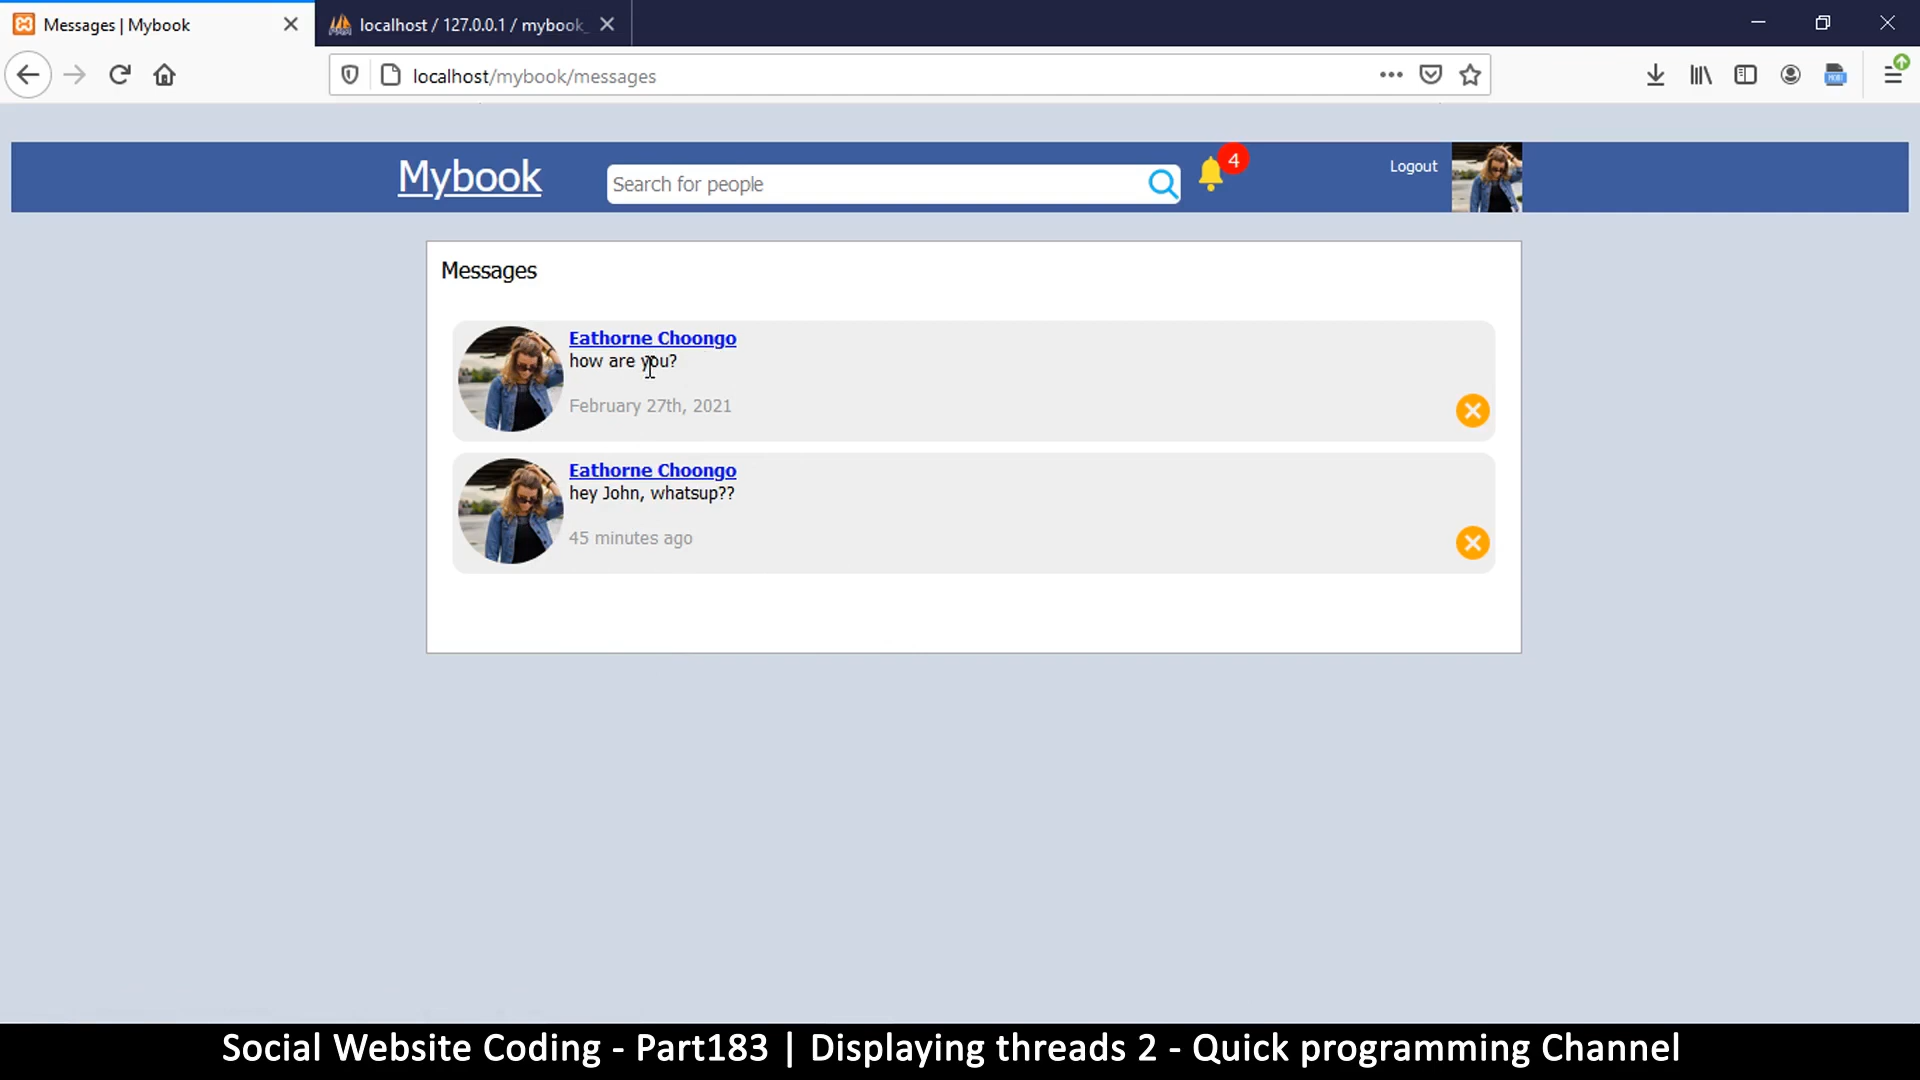 Messages | Mybook
localhost / 127.0.0.1 / mybook_
localhost/mybook/messages
Mybook
Search for people
4
Logout
Messages
Eathorne Choongo
how are you?
February 27th, 2021
Eathorne Choongo
hey John, whatsup??
45 minutes ago
Social Website Coding - Part183 | Displaying threads 2 - Quick programming Channel